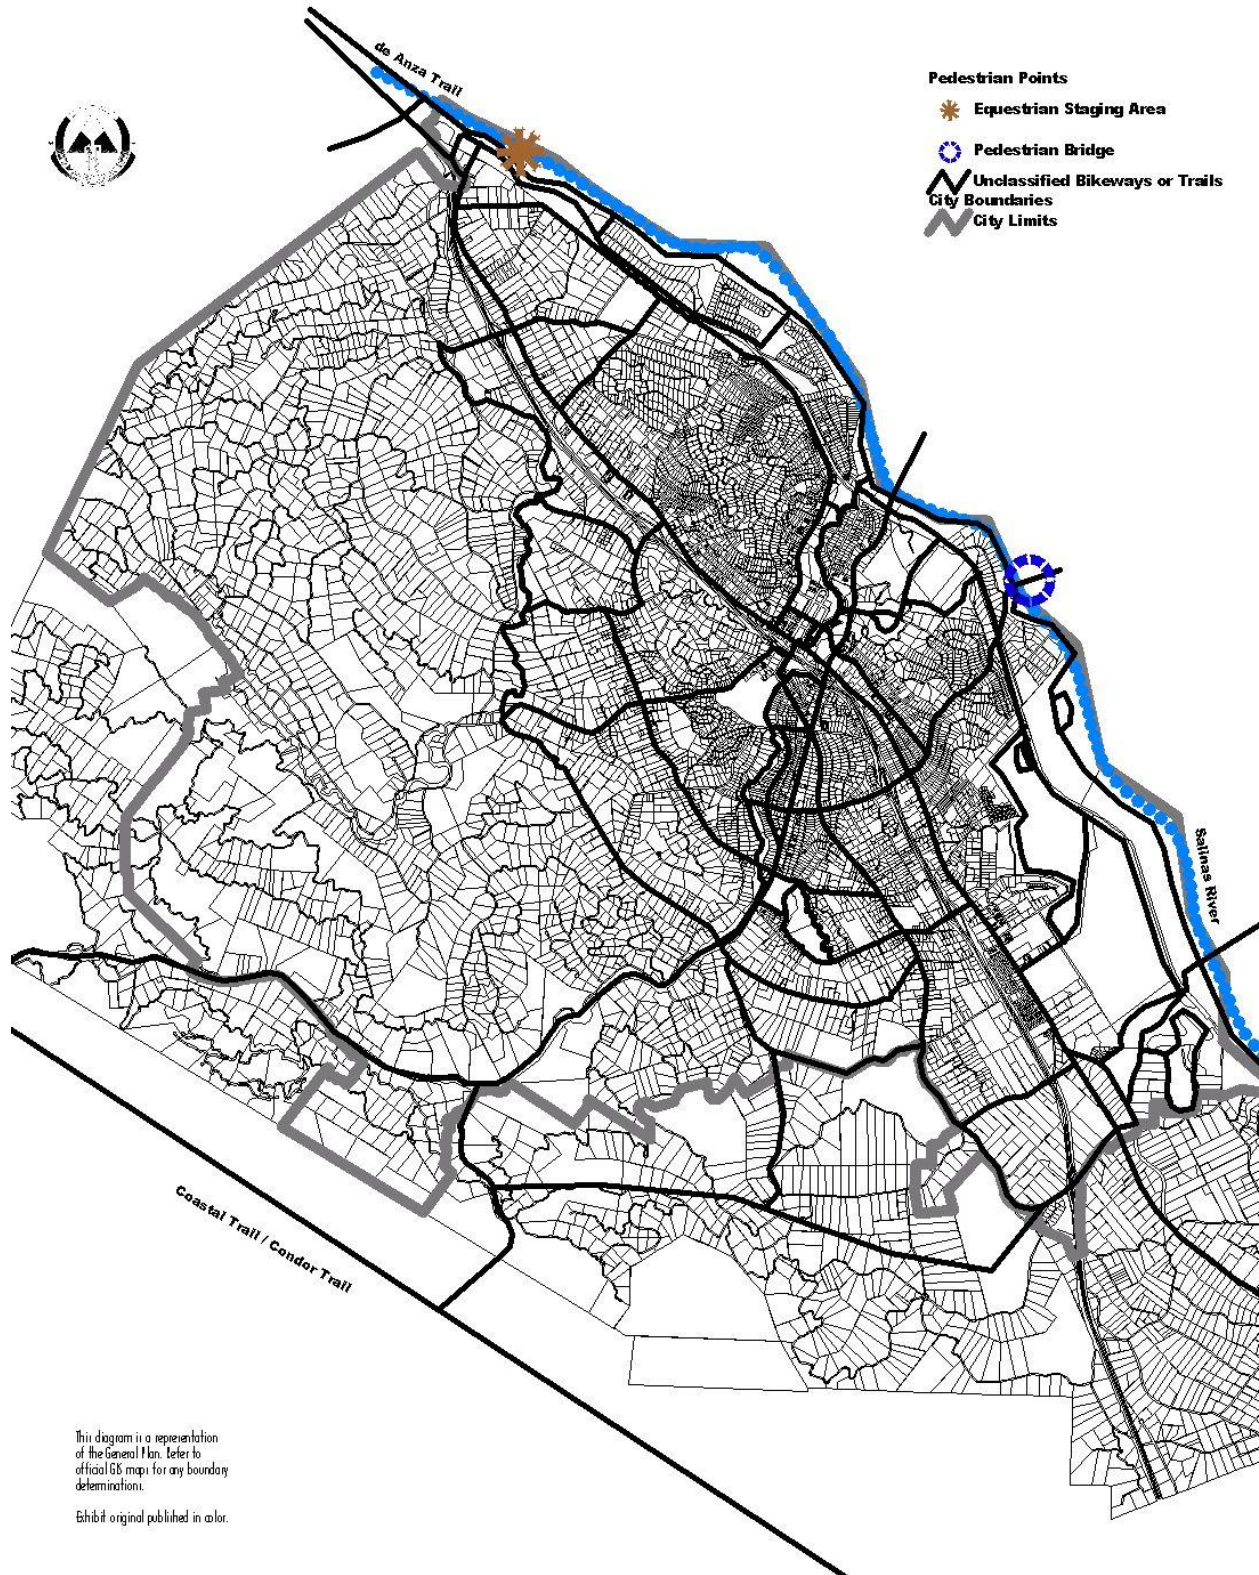 de Anza Trail
Pedestrian Points
Equestrian Staging Area
Pedestrian Bridge
Unclassified Bikeways or Trails
City Boundaries
City Limits
Salinas River
Coastal Trail / Condor Trail
This diagram is a representation
of the General Plan. Refer to
official GIS maps for any boundary
determinations.
Exhibit original published in color.